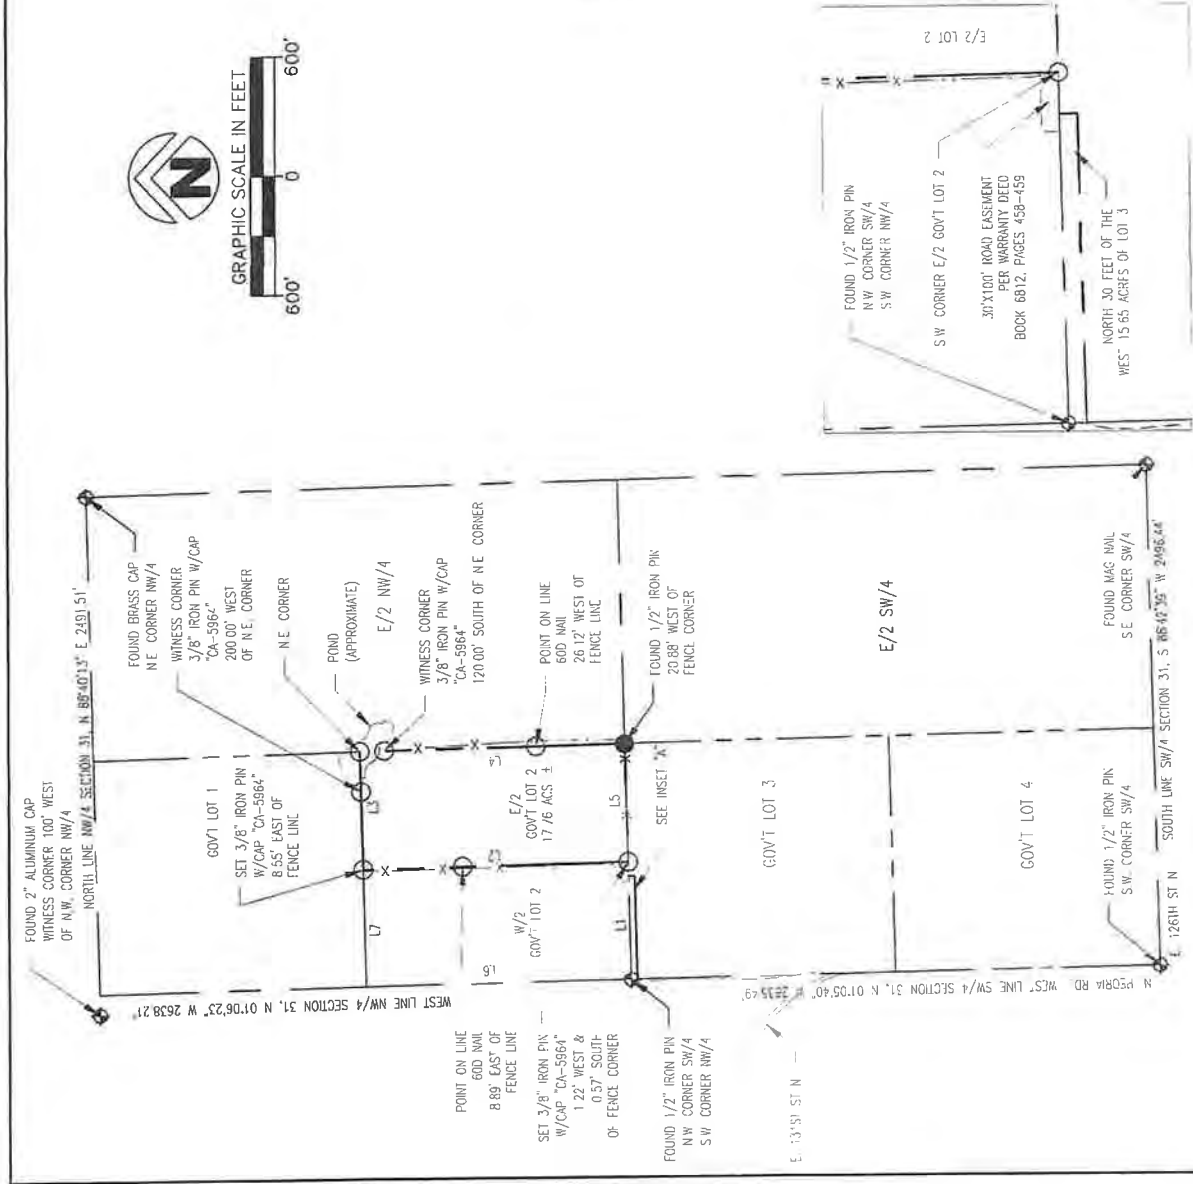 N
GRAPHIC SCALE IN FEET
600' 0 600'
FOUND 2" ALUMINUM CAP
WITNESS CORNER 100' WEST
OF N.W. CORNER NW/4
NORTH LINE NW/4 SECTION 31, N 88°40'13" E 2491.51'
FOUND BRASS CAP
N E CORNER NW/4
WITNESS CORNER
3/8" IRON PIN W/CAP
"CA-5964"
200 00' WEST
OF N E. CORNER
N E CORNER
POND
(APPROXIMATE)
E/2 NW/4
WITNESS CORNER
3/8" IRON PIN W/CAP
"CA-5964"
120 00' SOUTH OF N E CORNER
GOV'T LOT 1
SET 3/8" IRON PIN
W/CAP "CA-5964"
8.55' EAST OF
FENCE LINE
L7
L3
L4
L6
L5
L1
E/2
GOV'T LOT 2
17 76 ACS ±
W/2
GOV'T LOT 2
POINT ON LINE
60D NAIL
26 12' WEST OF
FENCE LINE
FOUND 1/2" IRON PIN
20.88' WEST OF
FENCE CORNER
SEE INSET "A"
WEST LINE NW/4 SECTION 31, N 01°06'23" W 2638.21'
POINT ON LINE
60D NAIL
8 89' EAST OF
FENCE LINE
SET 3/8" IRON PIN
W/CAP "CA-5964"
1 22' WEST &
0.57' SOUTH
OF FENCE CORNER
FOUND 1/2" IRON PIN
N W CORNER SW/4
S W CORNER NW/4
GOV'T LOT 3
E/2 SW/4
GOV'T LOT 4
N PEORIA RD
WEST LINE SW/4 SECTION 31, N 01°05'40" W 2635.49'
FOUND 1/2" IRON PIN
S.W. CORNER SW/4
FOUND MAG NAIL
S E CORNER SW/4
E 126TH ST N
SOUTH LINE SW/4 SECTION 31, S 88°42'39" W 2496.44'
E/2 LOT 2
FOUND 1/2" IRON PIN
N W CORNER SW/4
S W CORNER NW/4
S W CORNER E/2 GOV'T LOT 2
30'X100' ROAD EASEMENT
PER WARRANTY DEED
BOOK 6812, PAGES 458-459
NORTH 30 FEET OF THE
WEST 15 65 ACRES OF LOT 3